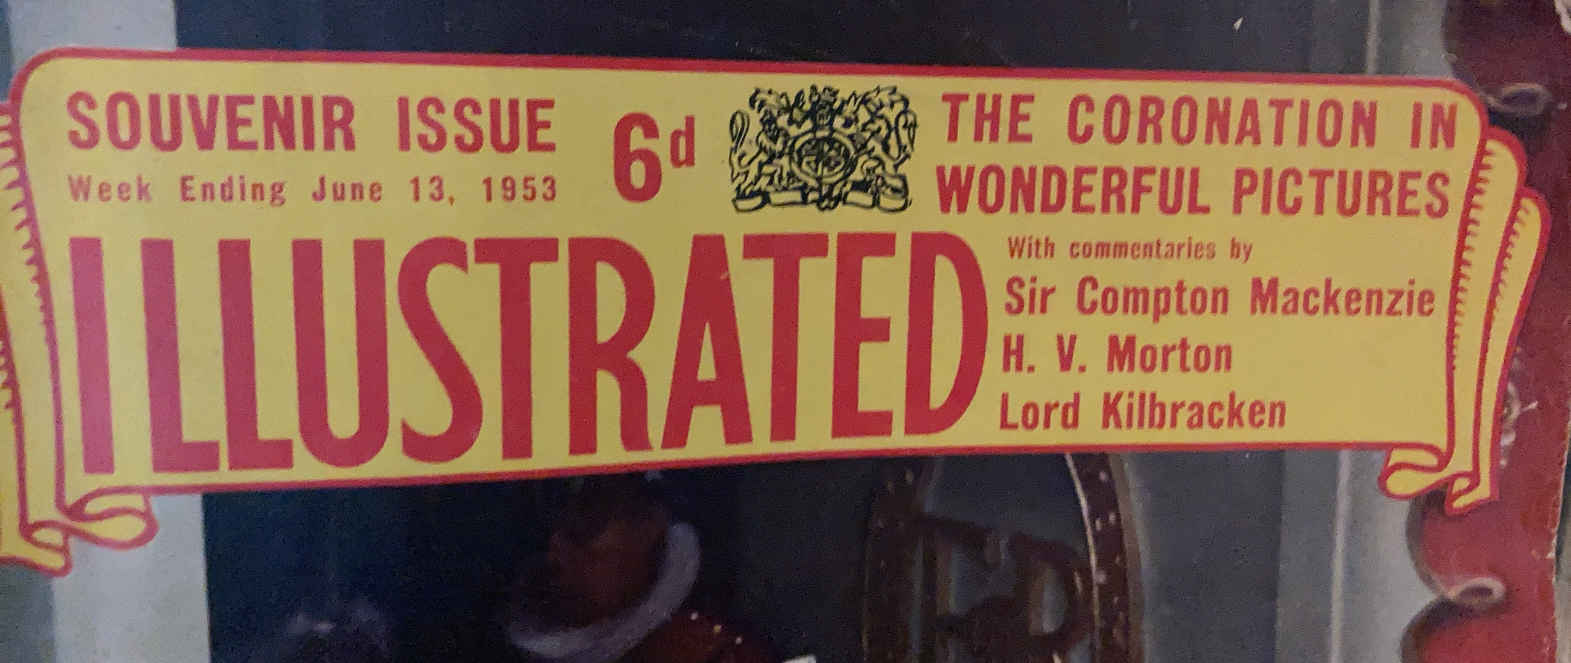 SOUVENIR ISSUE
Week Ending June 13, 1953
6d
THE CORONATION IN
WONDERFUL PICTURES
ILLUSTRATED
With commentaries by
Sir Compton Mackenzie
H. V. Morton
Lord Kilbracken